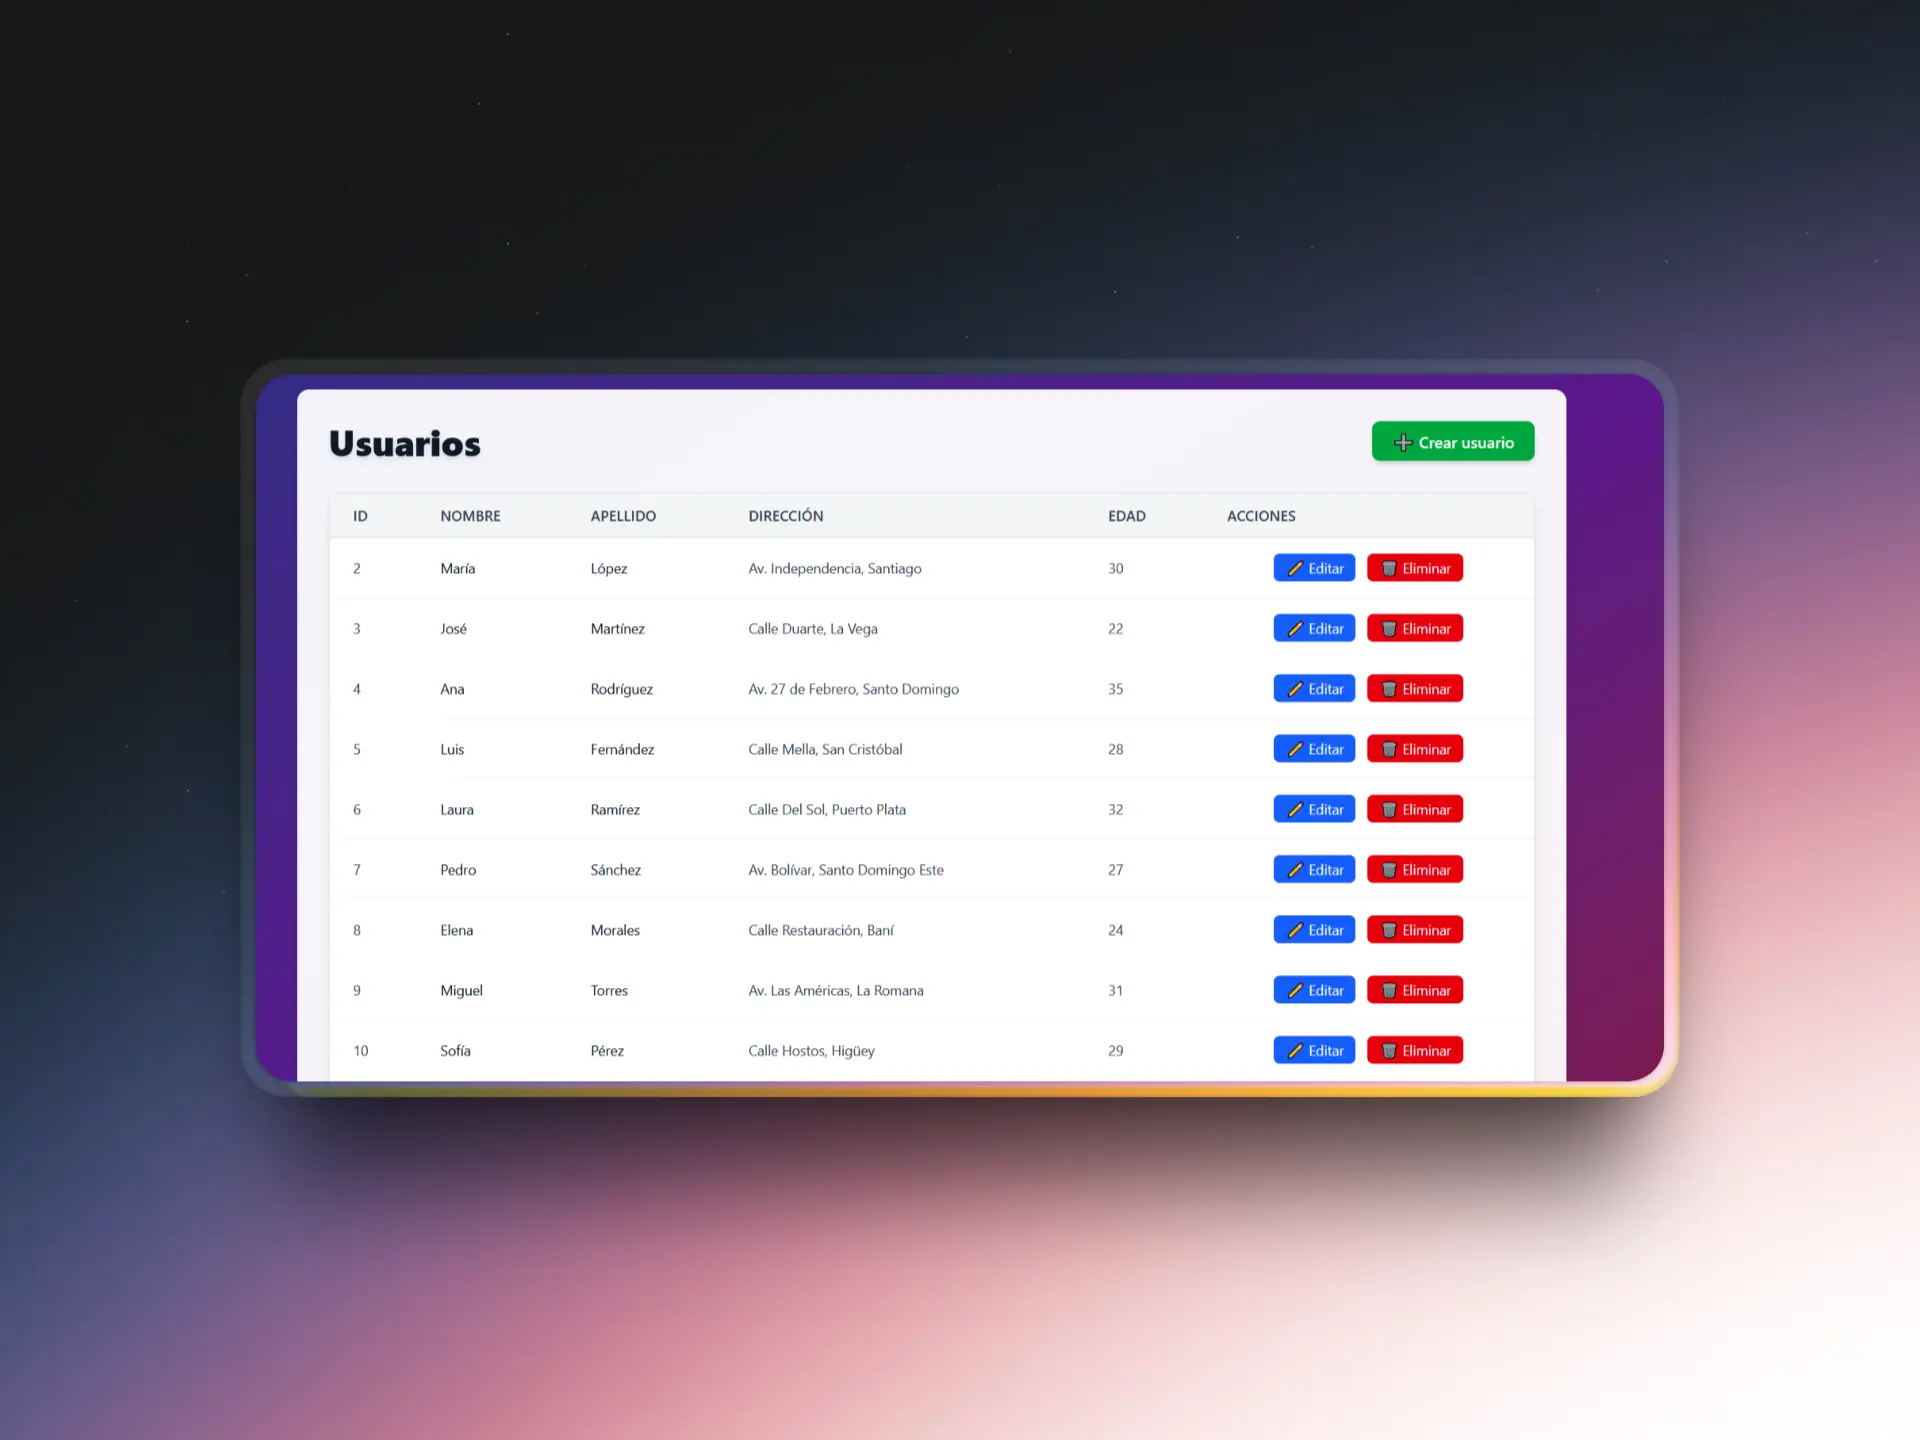 Usuarios
➕ Crear usuario
ID NOMBRE APELLIDO DIRECCIÓN EDAD ACCIONES
2 María López Av. Independencia, Santiago 30 Editar Eliminar
3 José Martínez Calle Duarte, La Vega 22 Editar Eliminar
4 Ana Rodríguez Av. 27 de Febrero, Santo Domingo 35 Editar Eliminar
5 Luis Fernández Calle Mella, San Cristóbal 28 Editar Eliminar
6 Laura Ramírez Calle Del Sol, Puerto Plata 32 Editar Eliminar
7 Pedro Sánchez Av. Bolívar, Santo Domingo Este 27 Editar Eliminar
8 Elena Morales Calle Restauración, Baní 24 Editar Eliminar
9 Miguel Torres Av. Las Américas, La Romana 31 Editar Eliminar
10 Sofía Pérez Calle Hostos, Higüey 29 Editar Eliminar